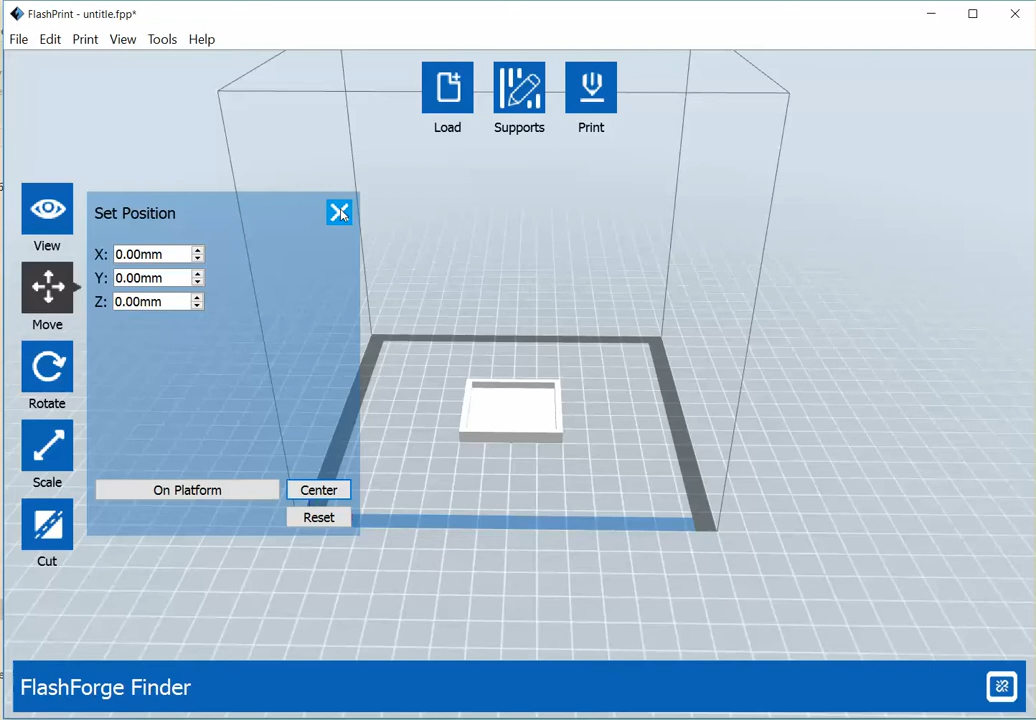 FlashPrint - untitle.fpp*
File Edit Print View Tools Help
Load Supports Print
View
Move
Rotate
Scale
Cut
Set Position
X: 0.00mm
Y: 0.00mm
Z: 0.00mm
On Platform Center
Reset
FlashForge Finder